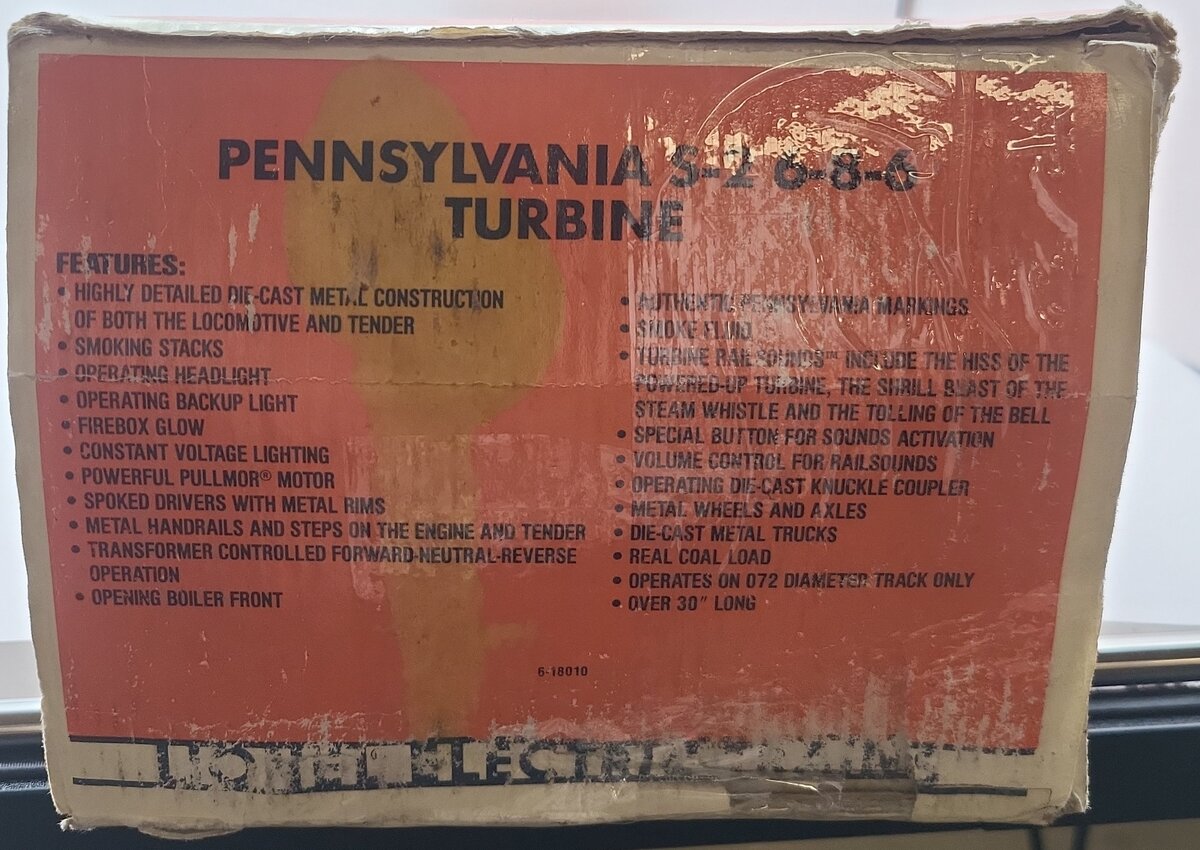 PENNSYLVANIA S-2 6-8-6
TURBINE
FEATURES:
• HIGHLY DETAILED DIE-CAST METAL CONSTRUCTION
OF BOTH THE LOCOMOTIVE AND TENDER
• SMOKING STACKS
• OPERATING HEADLIGHT
• OPERATING BACKUP LIGHT
• FIREBOX GLOW
• CONSTANT VOLTAGE LIGHTING
• POWERFUL PULLMOR® MOTOR
• SPOKED DRIVERS WITH METAL RIMS
• METAL HANDRAILS AND STEPS ON THE ENGINE AND TENDER
• TRANSFORMER CONTROLLED FORWARD-NEUTRAL-REVERSE
OPERATION
• OPENING BOILER FRONT
• AUTHENTIC PENNSYLVANIA MARKINGS
• SMOKE FLUID
• TURBINE RAILSOUNDS™ INCLUDE THE HISS OF THE
POWERED-UP TURBINE, THE SHRILL BLAST OF THE
STEAM WHISTLE AND THE TOLLING OF THE BELL
• SPECIAL BUTTON FOR SOUNDS ACTIVATION
• VOLUME CONTROL FOR RAILSOUNDS
• OPERATING DIE-CAST KNUCKLE COUPLER
• METAL WHEELS AND AXLES
• DIE-CAST METAL TRUCKS
• REAL COAL LOAD
• OPERATES ON 072 DIAMETER TRACK ONLY
• OVER 30" LONG
6-18010
LIONEL ELECTRIC